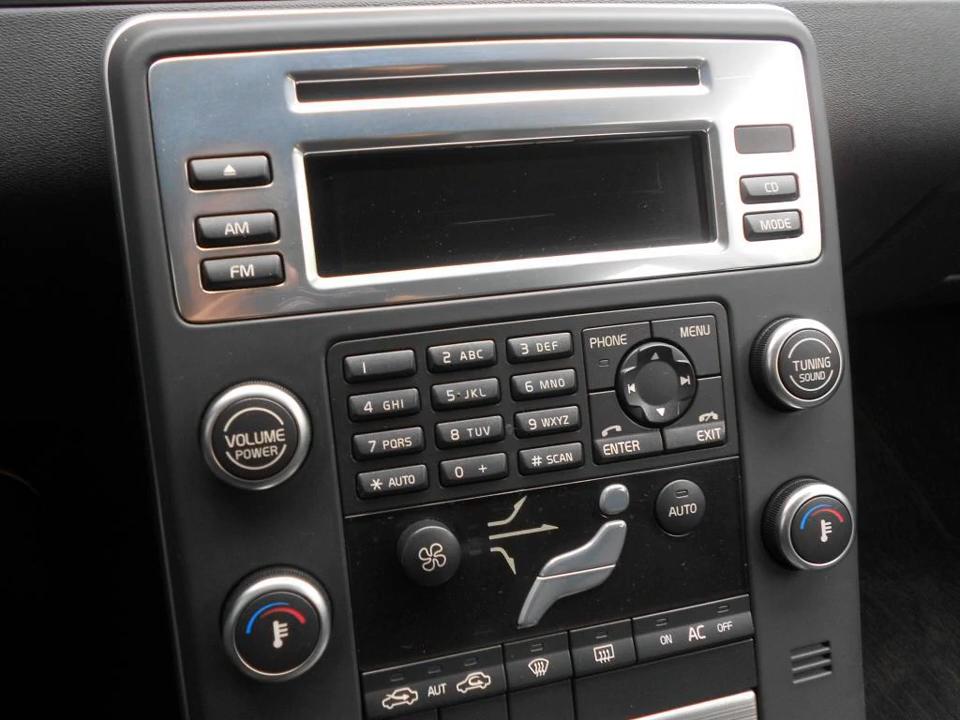 CD
AM
MODE
FM
PHONE
MENU
1
2 ABC
3 DEF
TUNING
SOUND
4 GHI
5 JKL
6 MNO
VOLUME
POWER
7 PQRS
8 TUV
9 WXYZ
ENTER
EXIT
* AUTO
0 +
# SCAN
AUTO
ON AC OFF
AUT